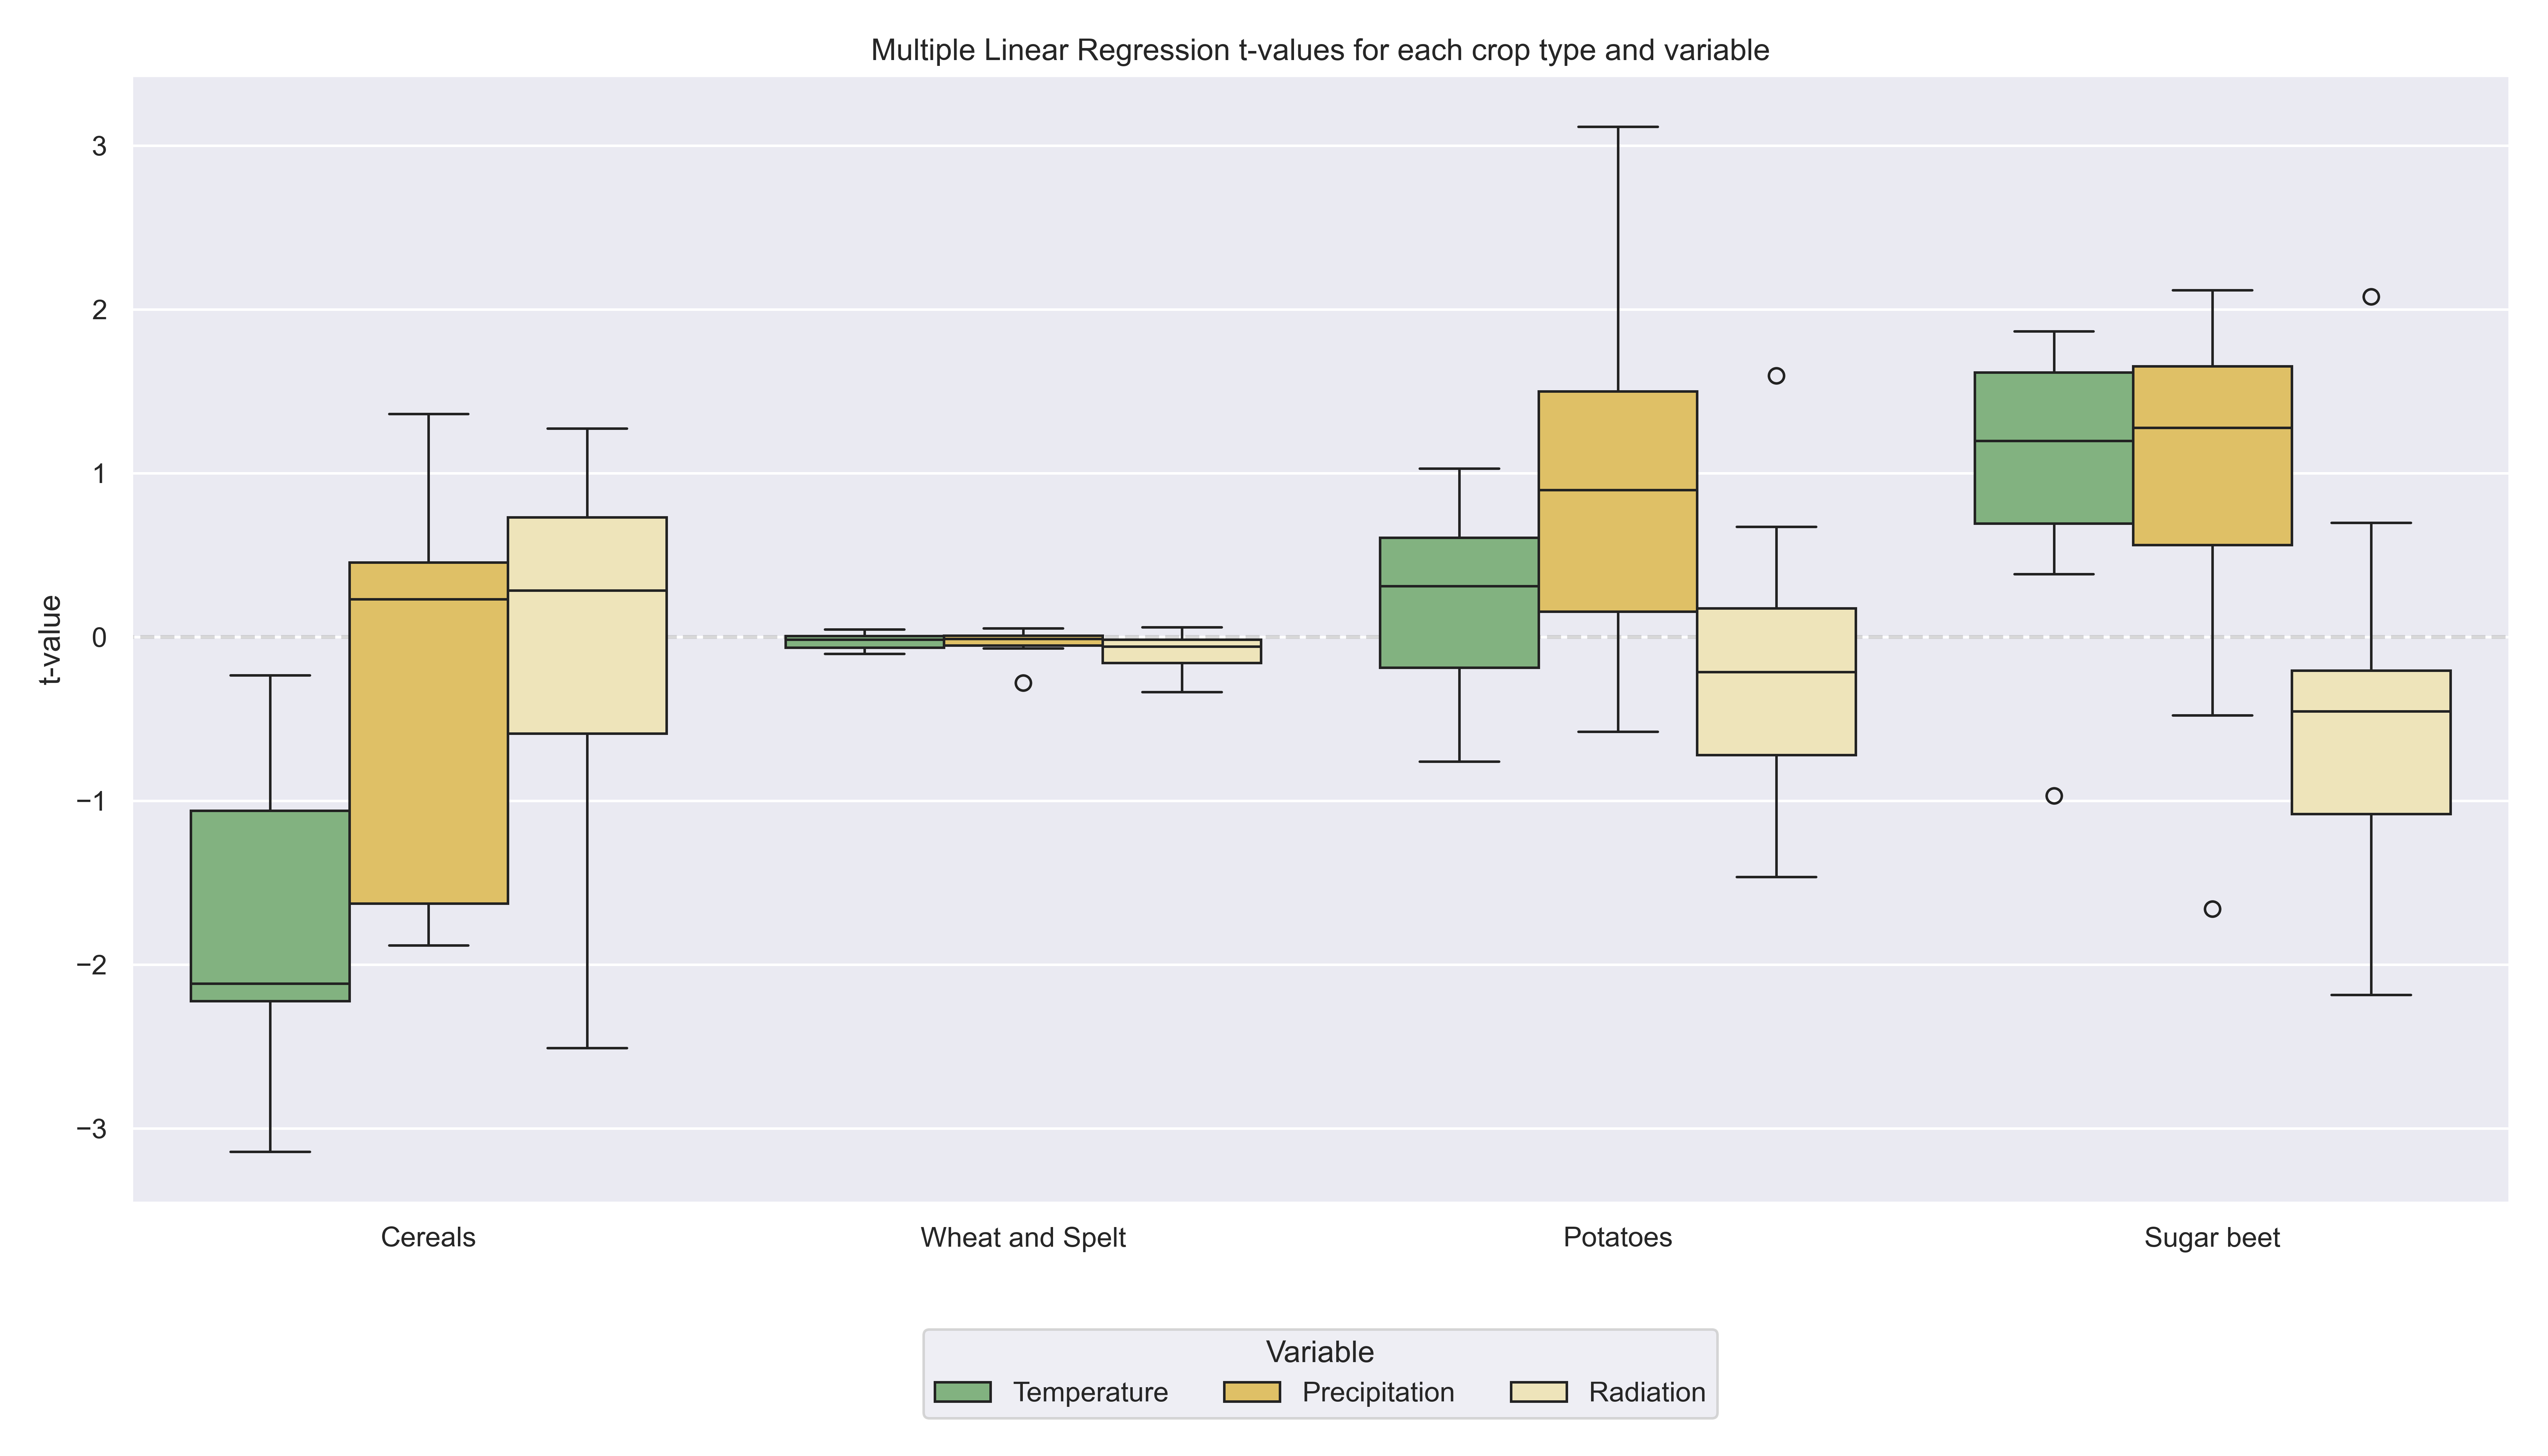 Multiple Linear Regression t-values for each crop type and variable
t-value
3
2
1
0
−1
−2
−3
Cereals
Wheat and Spelt
Potatoes
Sugar beet
Variable
Temperature
Precipitation
Radiation